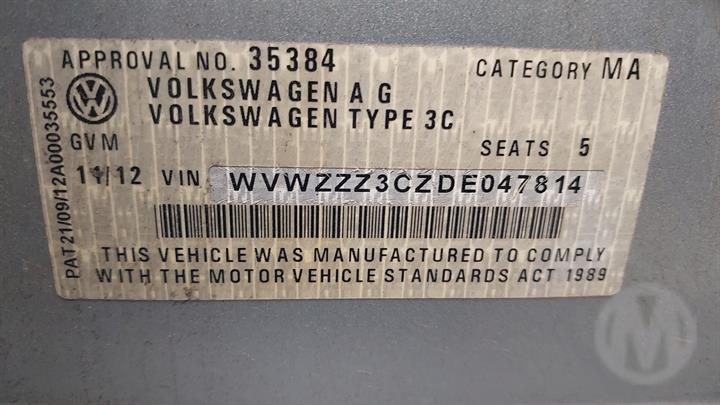 APPROVAL NO. 35384 CATEGORY MA
VOLKSWAGEN A G
VOLKSWAGEN TYPE 3C
GVM SEATS 5
11/12 VIN WVWZZZ3CZDE047814
THIS VEHICLE WAS MANUFACTURED TO COMPLY
WITH THE MOTOR VEHICLE STANDARDS ACT 1989
PAT21/09/12A00035553